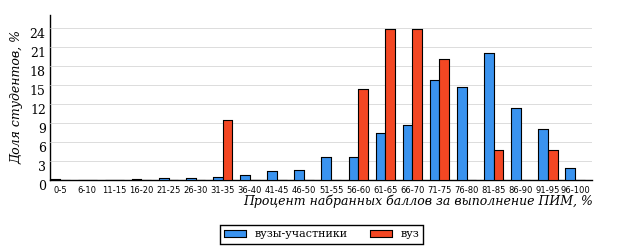 Доля студентов, %
24
21
18
15
12
9
6
3
0
0-5 6-10 11-15 16-20 21-25 26-30 31-35 36-40 41-45 46-50 51-55 56-60 61-65 66-70 71-75 76-80 81-85 86-90 91-95 96-100
Процент набранных баллов за выполнение ПИМ, %
вузы-участники вуз